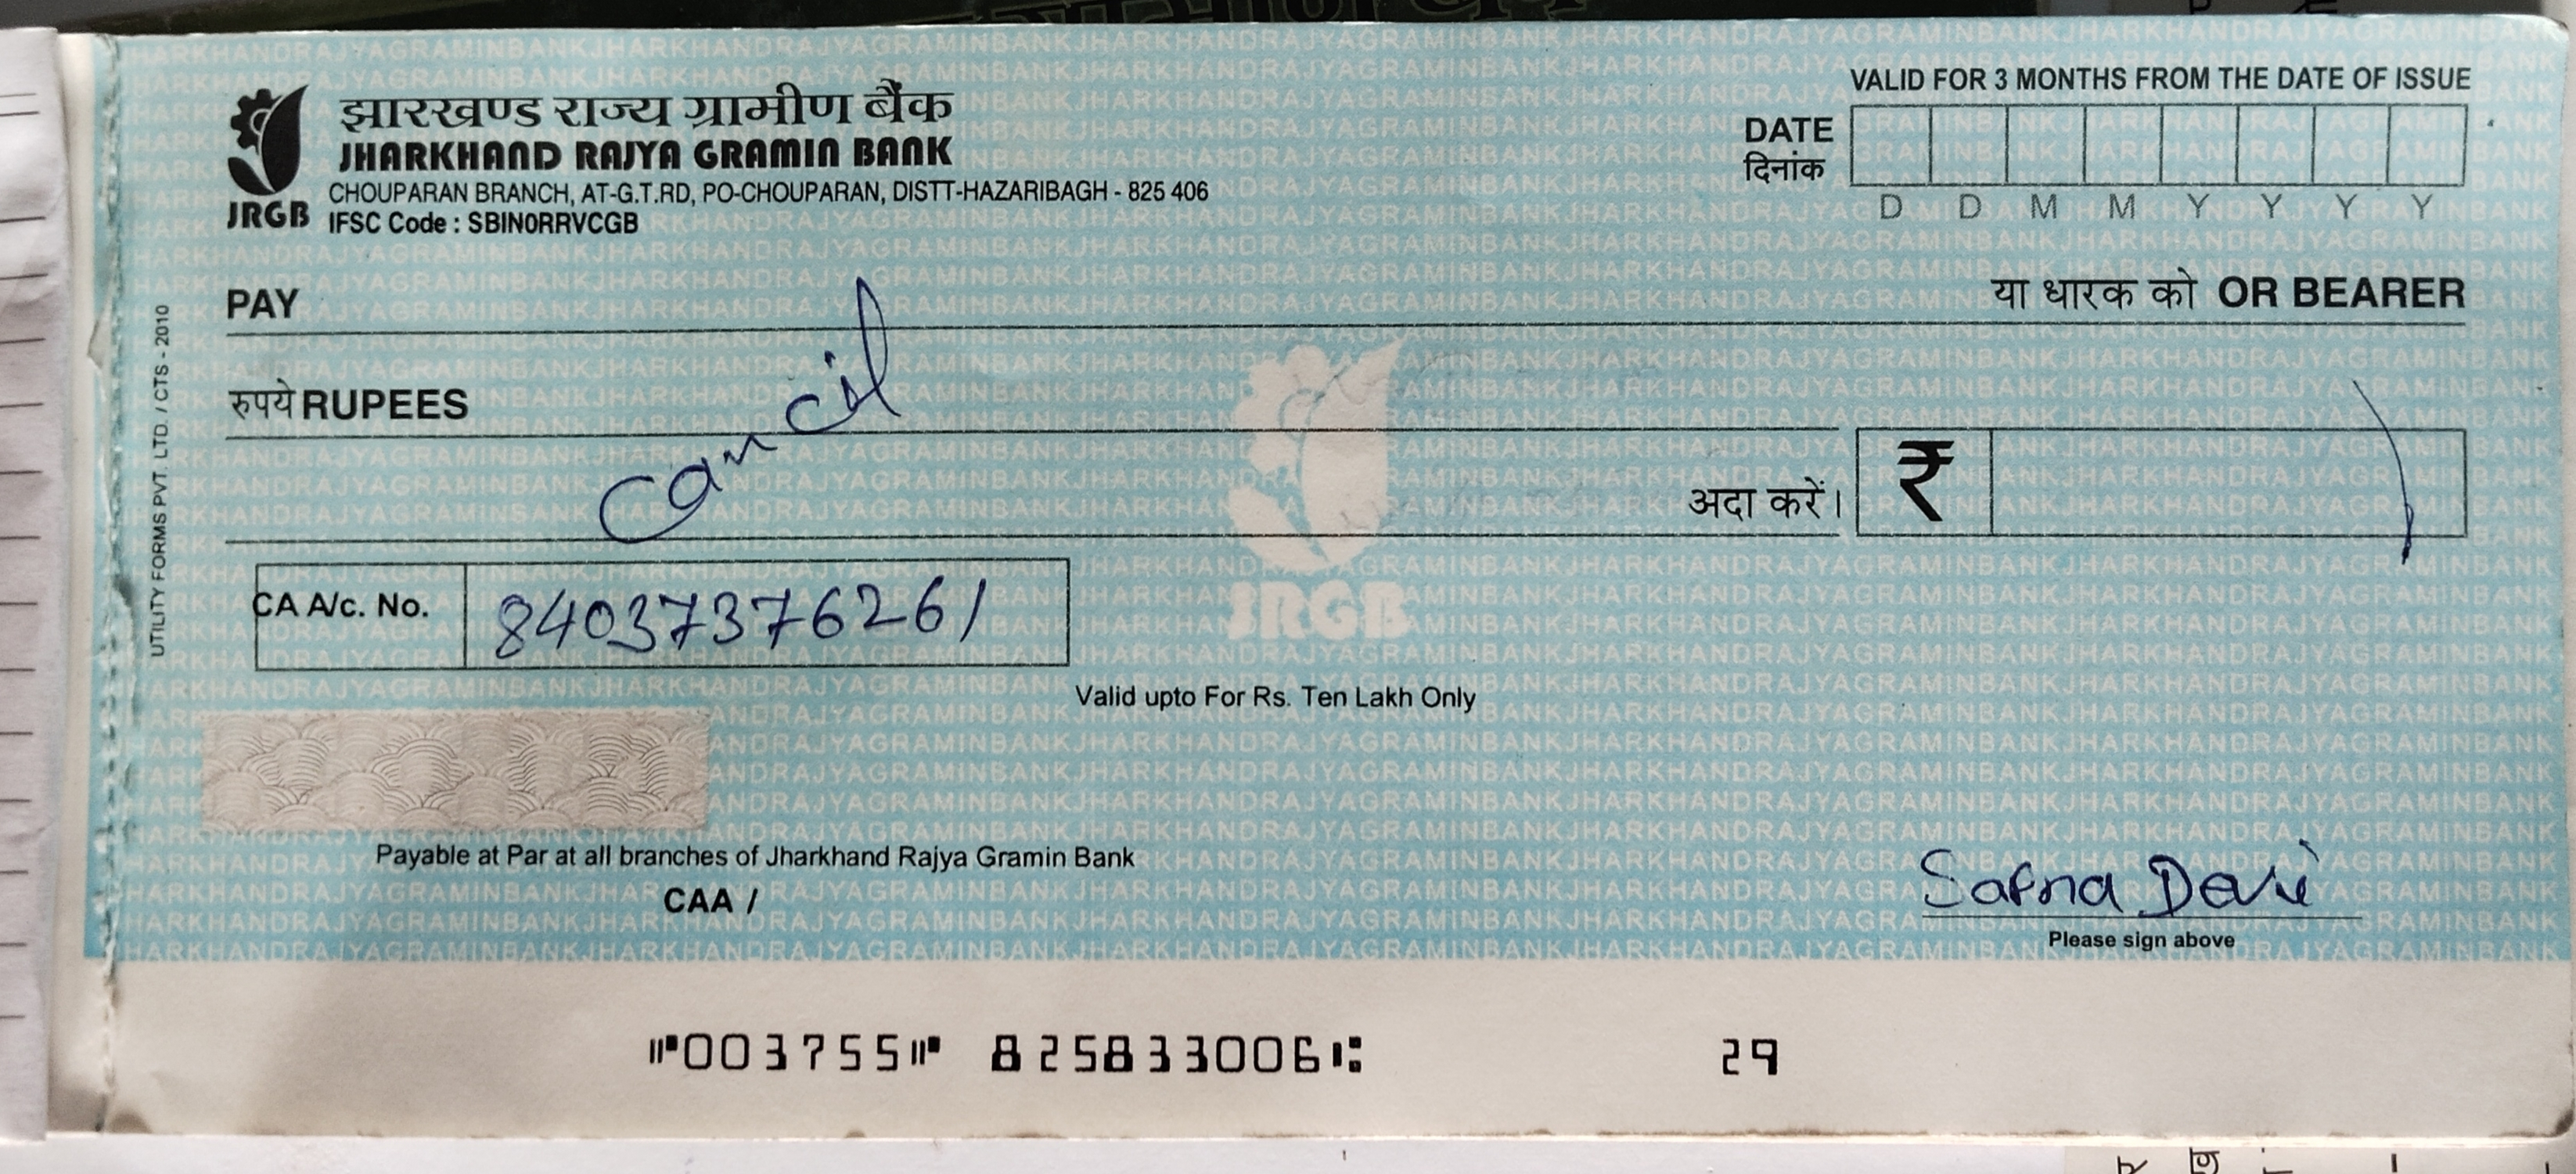 VALID FOR 3 MONTHS FROM THE DATE OF ISSUE
झारखण्ड राज्य ग्रामीण बैंक
JHARKHAND RAJYA GRAMIN BANK
CHOUPARAN BRANCH, AT-G.T.RD, PO-CHOUPARAN, DISTT-HAZARIBAGH - 825 406
JRGB IFSC Code : SBIN0RRVCGB
DATE
दिनांक
D D M M Y Y Y Y
PAY
या धारक को OR BEARER
रुपये RUPEES
Cancil
अदा करें। ₹
CA A/c. No. 84037376261
JRGB
UTILITY FORMS PVT. LTD. / CTS - 2010
Valid upto For Rs. Ten Lakh Only
Payable at Par at all branches of Jharkhand Rajya Gramin Bank
CAA /
Sarna Devi
Please sign above
⑈003755⑈ 825833006⑆ 29